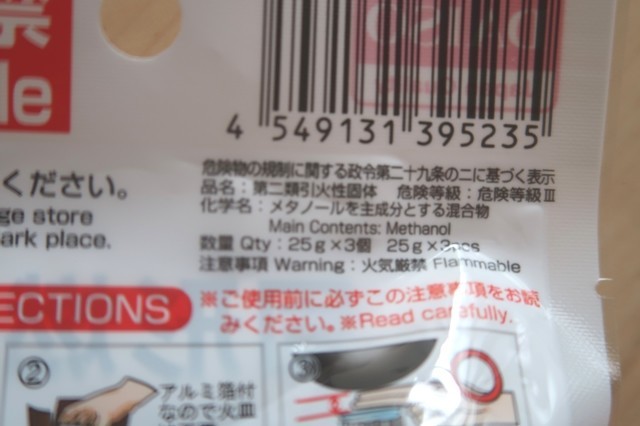 禁
le
4 549131 395235
ください。
ge store
ark place.
危険物の規制に関する政令第二十九条の二に基づく表示
品名：第二類引火性固体 危険等級：危険等級Ⅲ
化学名：メタノールを主成分とする混合物
Main Contents: Methanol
数量 Qty：25g×3個 25g×3pcs
注意事項 Warning：火気厳禁 Flammable
ECTIONS
※ご使用前に必ずこの注意事項をお読
みください。※Read carefully.
②
アルミ箔付
なので火皿
③